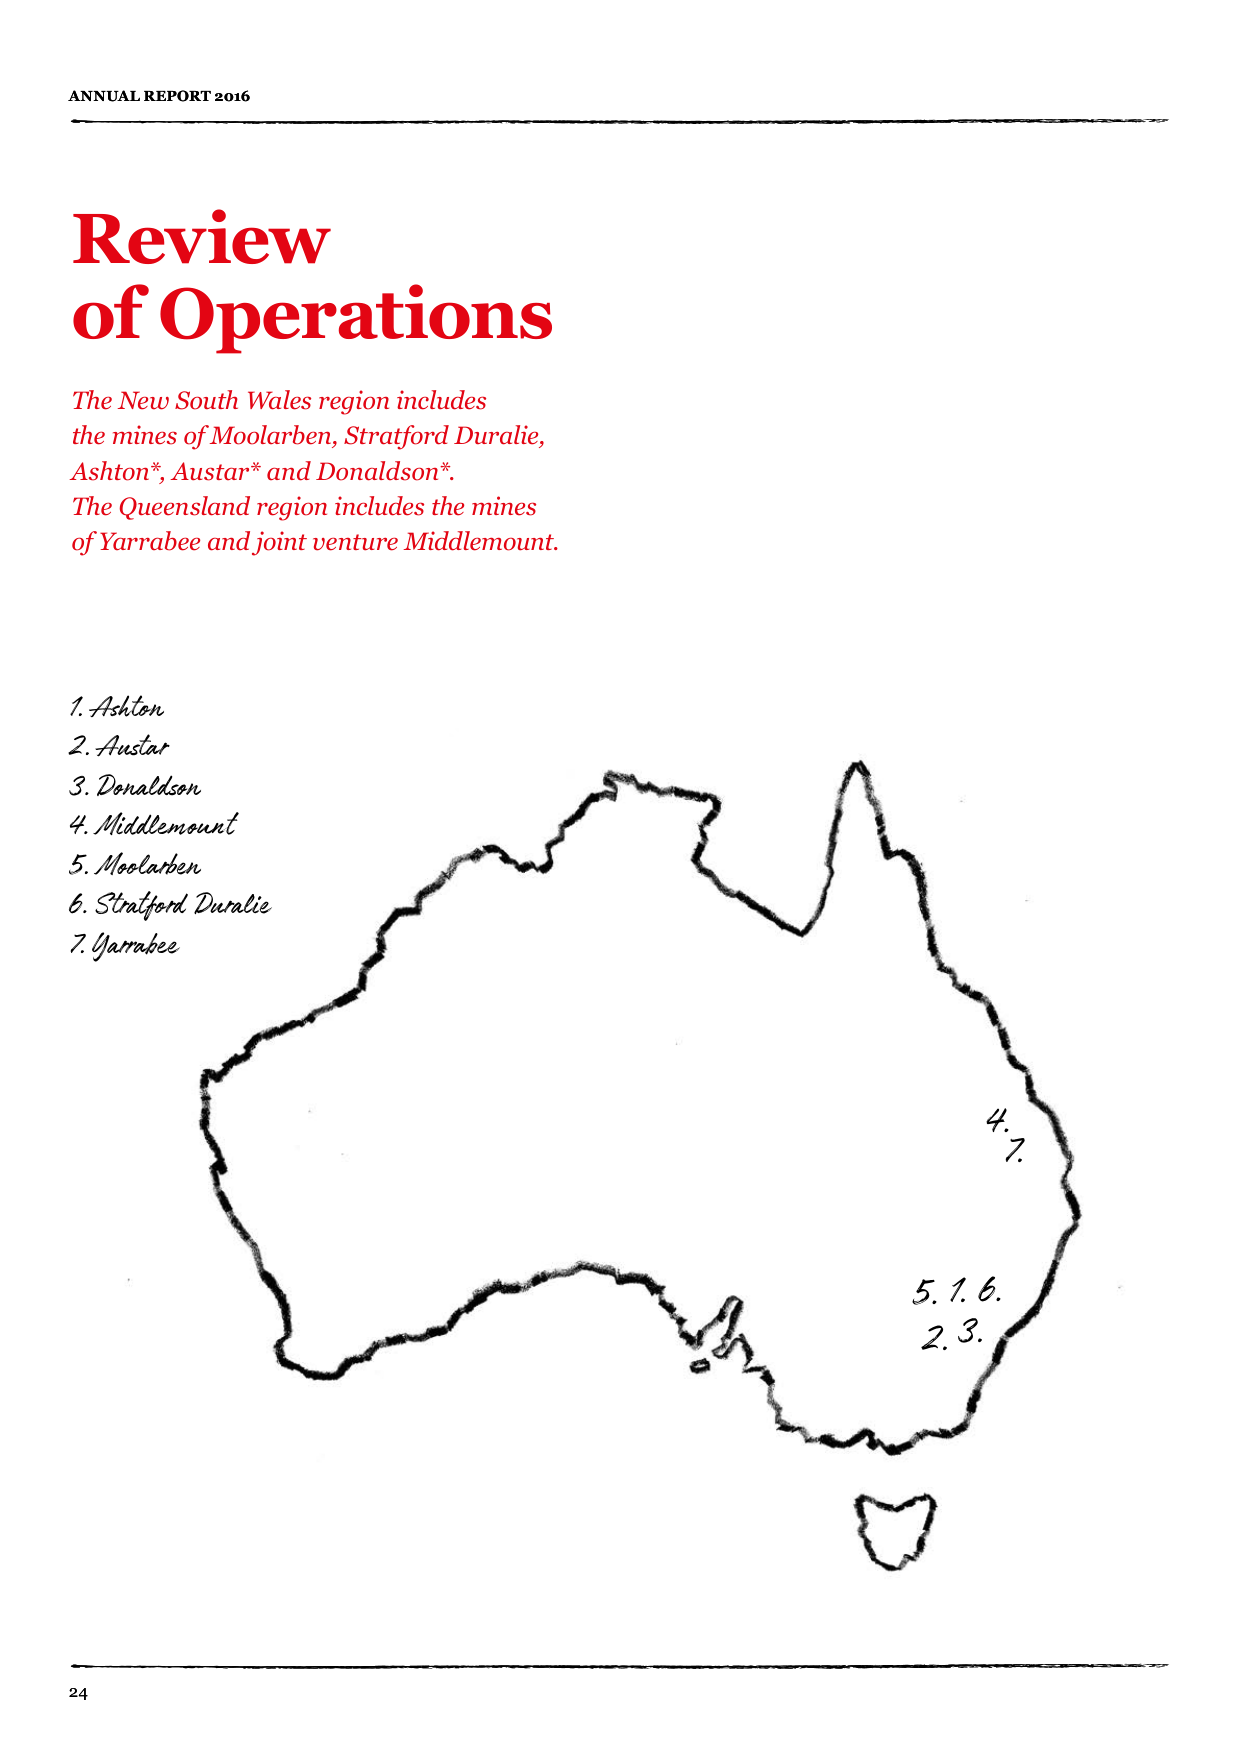 ANNUAL REPORT 2016
Review
of Operations
The New South Wales region includes
the mines of Moolarben, Stratford Duralie,
Ashton*, Austar* and Donaldson*.
The Queensland region includes the mines
of Yarrabee and joint venture Middlemount.
1. Ashton
2. Austar
3. Donaldson
4. Middlemount
5. Moolarben
6. Stratford Duralie
7. Yarrabee
4.
7.
5. 1. 6.
2. 3.
24